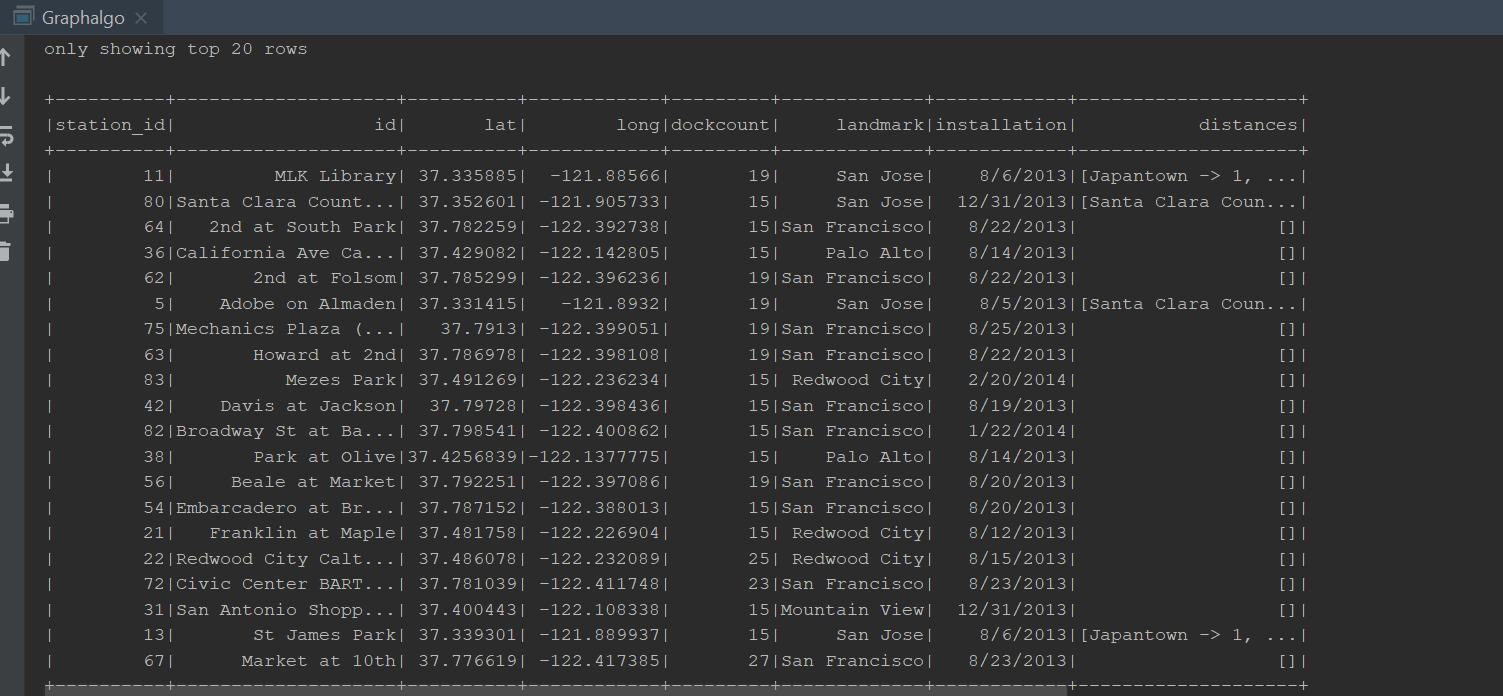 Graphalgo
only showing top 20 rows
+----------+--------------------+----------+------------+---------+-------------+------------+--------------------+
|station_id|                  id|       lat|        long|dockcount|     landmark|installation|           distances|
+----------+--------------------+----------+------------+---------+-------------+------------+--------------------+
|        11|         MLK Library| 37.335885|  -121.88566|       19|     San Jose|    8/6/2013|[Japantown -> 1, ...|
|        80|Santa Clara Count...| 37.352601| -121.905733|       15|     San Jose|  12/31/2013|[Santa Clara Coun...|
|        64|   2nd at South Park| 37.782259| -122.392738|       15|San Francisco|   8/22/2013|                  []|
|        36|California Ave Ca...| 37.429082| -122.142805|       15|    Palo Alto|   8/14/2013|                  []|
|        62|       2nd at Folsom| 37.785299| -122.396236|       19|San Francisco|   8/22/2013|                  []|
|         5|    Adobe on Almaden| 37.331415|   -121.8932|       19|     San Jose|    8/5/2013|[Santa Clara Coun...|
|        75|Mechanics Plaza (...|   37.7913| -122.399051|       19|San Francisco|   8/25/2013|                  []|
|        63|       Howard at 2nd| 37.786978| -122.398108|       19|San Francisco|   8/22/2013|                  []|
|        83|          Mezes Park| 37.491269| -122.236234|       15| Redwood City|   2/20/2014|                  []|
|        42|    Davis at Jackson|  37.79728| -122.398436|       15|San Francisco|   8/19/2013|                  []|
|        82|Broadway St at Ba...| 37.798541| -122.400862|       15|San Francisco|   1/22/2014|                  []|
|        38|       Park at Olive|37.4256839|-122.1377775|       15|    Palo Alto|   8/14/2013|                  []|
|        56|     Beale at Market| 37.792251| -122.397086|       19|San Francisco|   8/20/2013|                  []|
|        54|Embarcadero at Br...| 37.787152| -122.388013|       15|San Francisco|   8/20/2013|                  []|
|        21|   Franklin at Maple| 37.481758| -122.226904|       15| Redwood City|   8/12/2013|                  []|
|        22|Redwood City Calt...| 37.486078| -122.232089|       25| Redwood City|   8/15/2013|                  []|
|        72|Civic Center BART...| 37.781039| -122.411748|       23|San Francisco|   8/23/2013|                  []|
|        31|San Antonio Shopp...| 37.400443| -122.108338|       15|Mountain View|  12/31/2013|                  []|
|        13|       St James Park| 37.339301| -121.889937|       15|     San Jose|    8/6/2013|[Japantown -> 1, ...|
|        67|      Market at 10th| 37.776619| -122.417385|       27|San Francisco|   8/23/2013|                  []|
+----------+--------------------+----------+------------+---------+-------------+------------+--------------------+